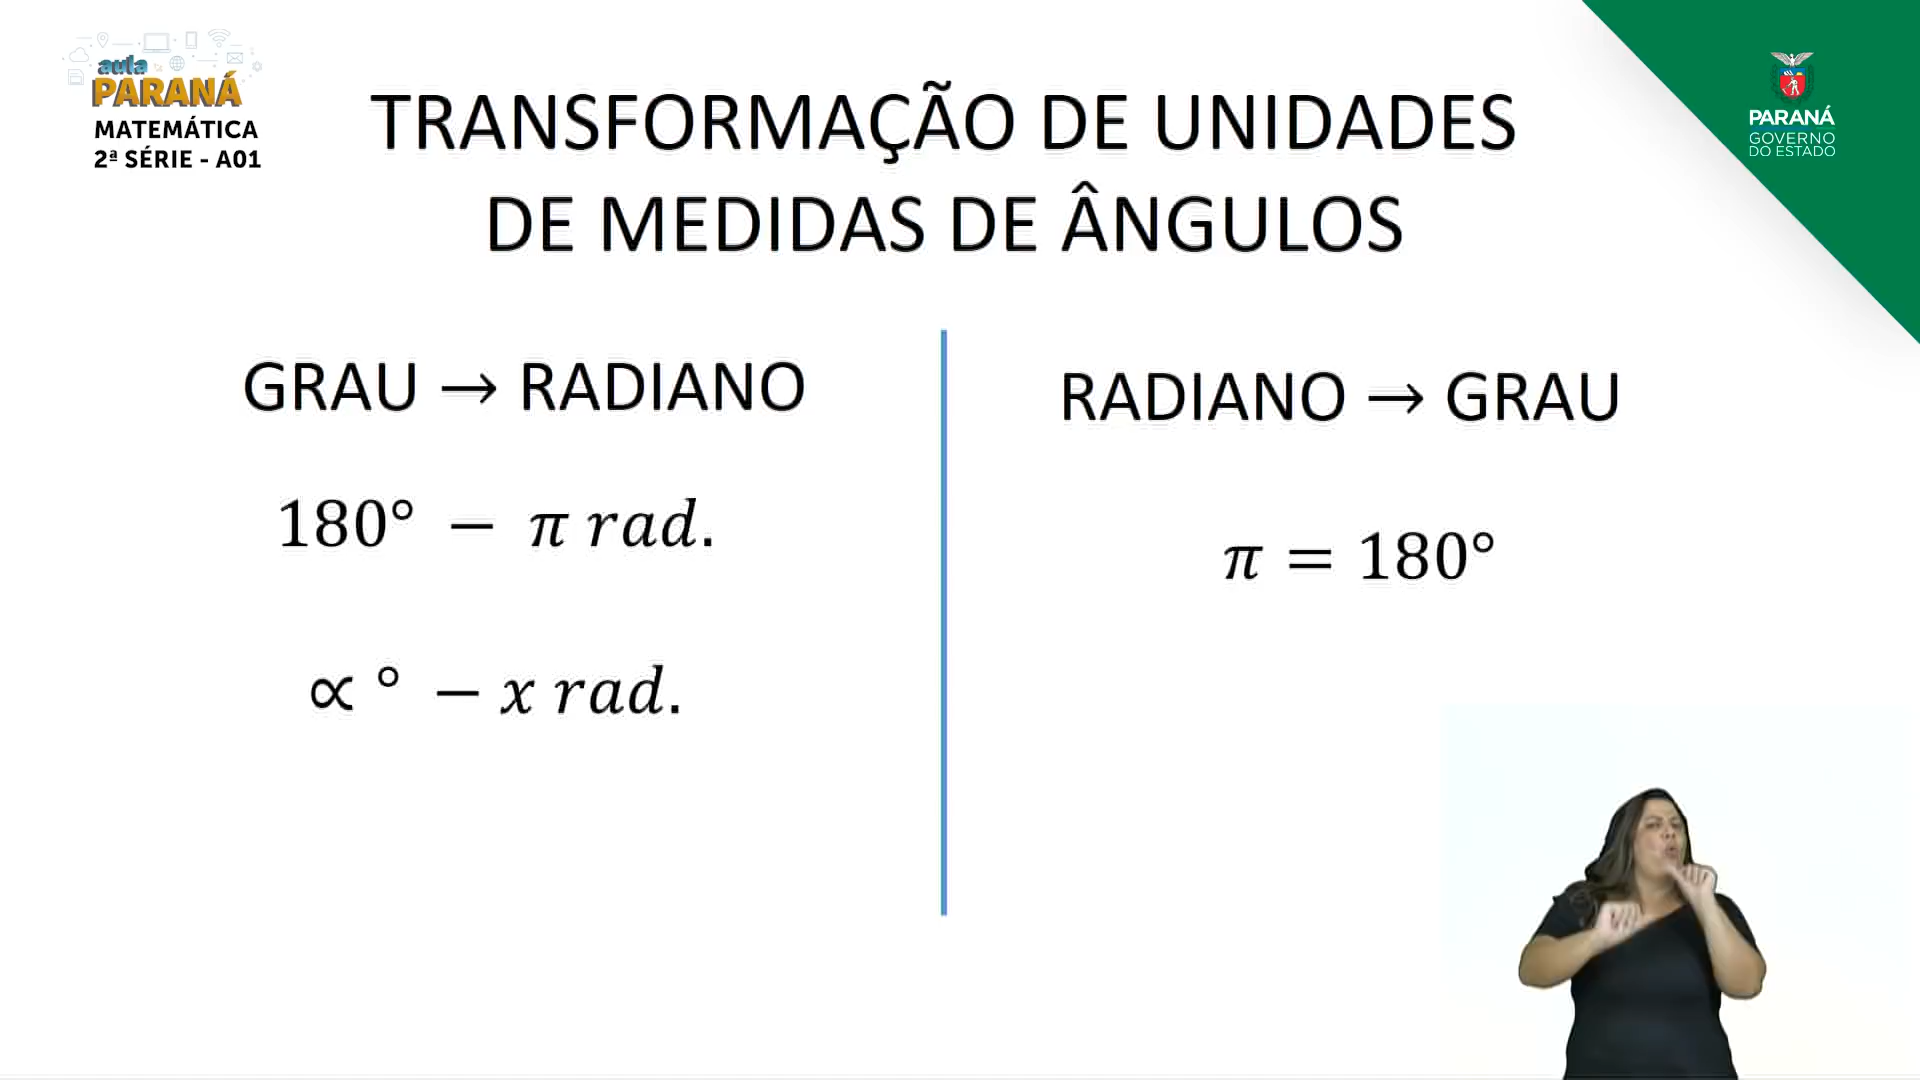 aula
PARANÁ
MATEMÁTICA
2ª SÉRIE - A01
TRANSFORMAÇÃO DE UNIDADES
DE MEDIDAS DE ÂNGULOS
PARANÁ
GOVERNO
DO ESTADO
GRAU → RADIANO
180° − π rad.
∝ ° − x rad.
RADIANO → GRAU
π = 180°